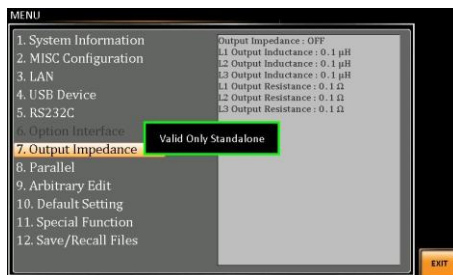 MENU
1. System Information
2. MISC Configuration
3. LAN
4. USB Device
5. RS232C
6. Option Interface
7. Output Impedance
8. Parallel
9. Arbitrary Edit
10. Default Setting
11. Special Function
12. Save/Recall Files
Output Impedance : OFF
L1 Output Inductance : 0.1 μH
L2 Output Inductance : 0.1 μH
L3 Output Inductance : 0.1 μH
L1 Output Resistance : 0.1 Ω
L2 Output Resistance : 0.1 Ω
L3 Output Resistance : 0.1 Ω
Valid Only Standalone
EXIT